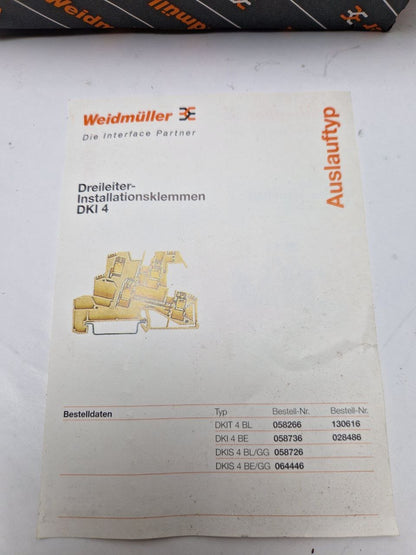 Weidmüller
Weidmüller
Die Interface Partner
Auslauftyp
Dreileiter-
Installationsklemmen
DKI 4
Bestelldaten
Typ Bestell-Nr. Bestell-Nr.
DKIT 4 BL 058266 130616
DKI 4 BE 058736 028486
DKIS 4 BL/GG 058726
DKIS 4 BE/GG 064446